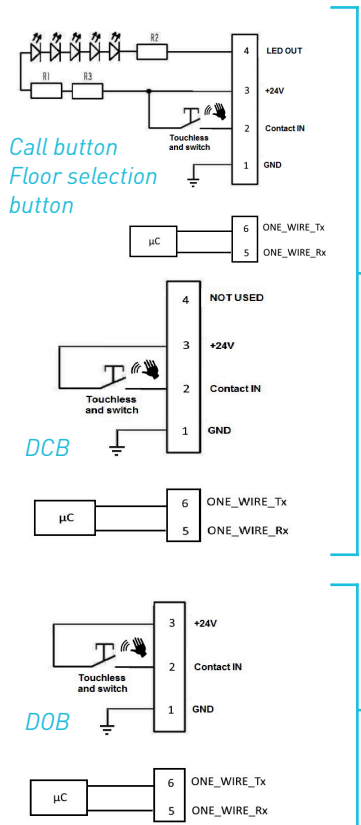 R2
R1
R3
4 LED OUT
3 +24V
2 Contact IN
1 GND
Touchless
and switch
Call button
Floor selection
button
6 ONE_WIRE_Tx
5 ONE_WIRE_Rx
µC
4 NOT USED
3 +24V
2 Contact IN
1 GND
Touchless
and switch
DCB
6 ONE_WIRE_Tx
5 ONE_WIRE_Rx
µC
3 +24V
2 Contact IN
1 GND
Touchless
and switch
DOB
6 ONE_WIRE_Tx
5 ONE_WIRE_Rx
µC